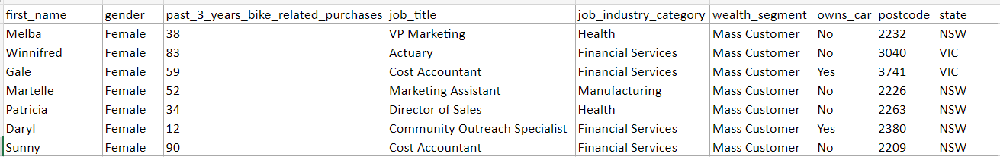 first_name gender past_3_years_bike_related_purchases job_title job_industry_category wealth_segment owns_car postcode state
Melba Female 38 VP Marketing Health Mass Customer No 2232 NSW
Winnifred Female 83 Actuary Financial Services Mass Customer No 3040 VIC
Gale Female 59 Cost Accountant Financial Services Mass Customer Yes 3741 VIC
Martelle Female 52 Marketing Assistant Manufacturing Mass Customer No 2226 NSW
Patricia Female 34 Director of Sales Health Mass Customer No 2263 NSW
Daryl Female 12 Community Outreach Specialist Financial Services Mass Customer Yes 2380 NSW
Sunny Female 90 Cost Accountant Financial Services Mass Customer No 2209 NSW